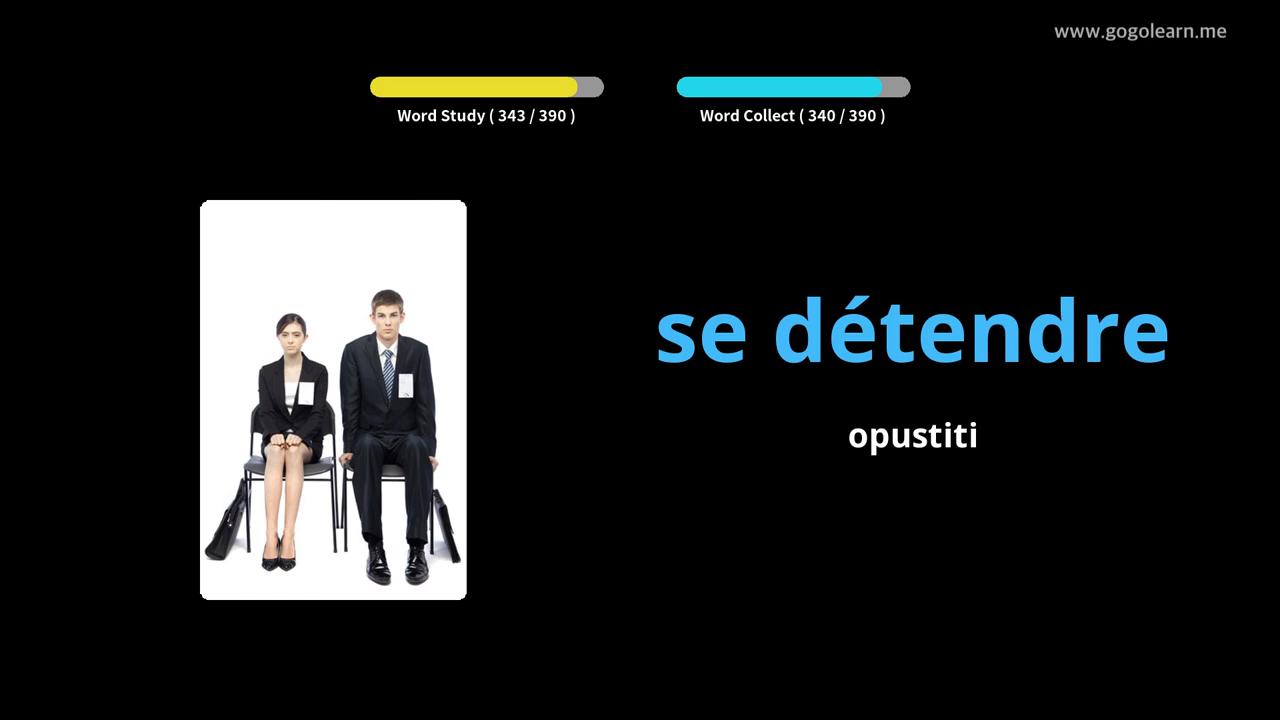 www.gogolearn.me
Word Study ( 343 / 390 )
Word Collect ( 340 / 390 )
se détendre
opustiti